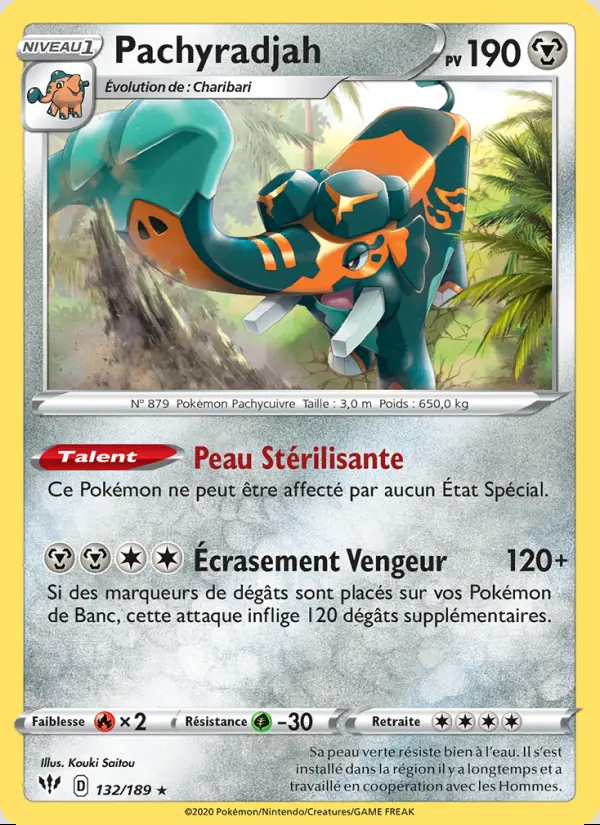 NIVEAU 1
Pachyradjah
PV 190
Évolution de : Charibari
N° 879 Pokémon Pachycuivre Taille : 3,0 m Poids : 650,0 kg
Talent Peau Stérilisante
Ce Pokémon ne peut être affecté par aucun État Spécial.
Écrasement Vengeur 120+
Si des marqueurs de dégâts sont placés sur vos Pokémon
de Banc, cette attaque inflige 120 dégâts supplémentaires.
Faiblesse ×2 Résistance -30 Retraite
Illus. Kouki Saitou
D 132/189 ★
Sa peau verte résiste bien à l'eau. Il s'est
installé dans la région il y a longtemps et a
travaillé en coopération avec les Hommes.
©2020 Pokémon/Nintendo/Creatures/GAME FREAK